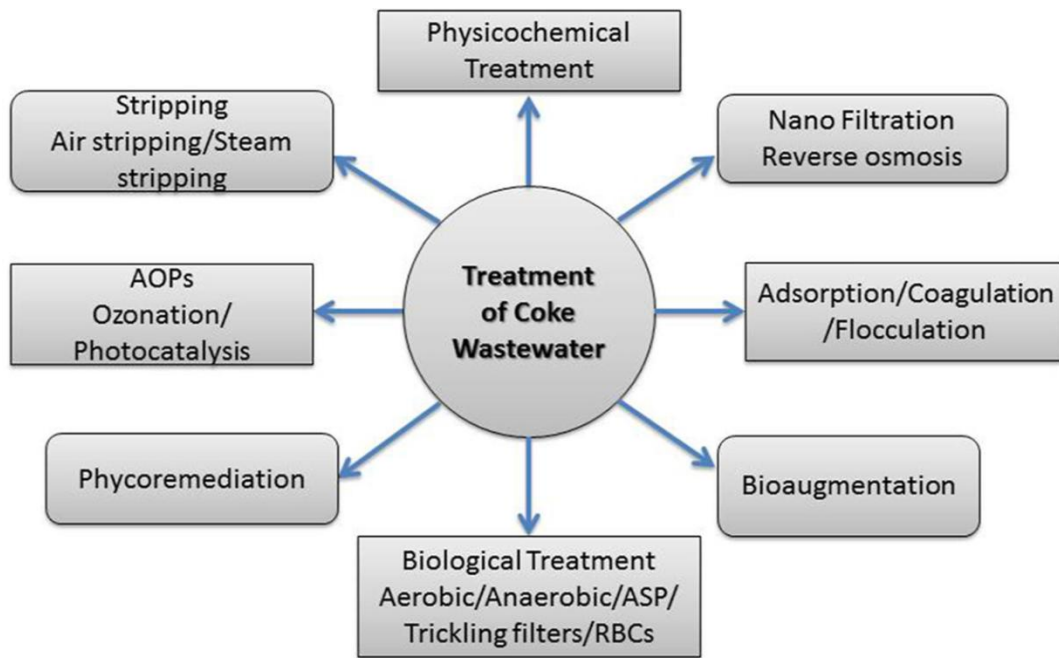 Physicochemical
Treatment
Stripping
Air stripping/Steam
stripping
Nano Filtration
Reverse osmosis
AOPs
Ozonation/
Photocatalysis
Treatment
of Coke
Wastewater
Adsorption/Coagulation
/Flocculation
Phycoremediation
Bioaugmentation
Biological Treatment
Aerobic/Anaerobic/ASP/
Trickling filters/RBCs